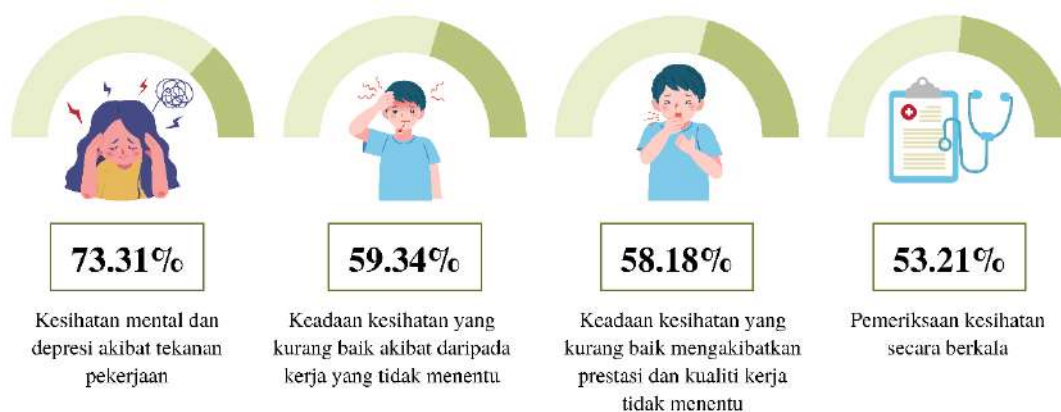 73.31%
Kesihatan mental dan
depresi akibat tekanan
pekerjaan
59.34%
Keadaan kesihatan yang
kurang baik akibat daripada
kerja yang tidak menentu
58.18%
Keadaan kesihatan yang
kurang baik mengakibatkan
prestasi dan kualiti kerja
tidak menentu
53.21%
Pemeriksaan kesihatan
secara berkala